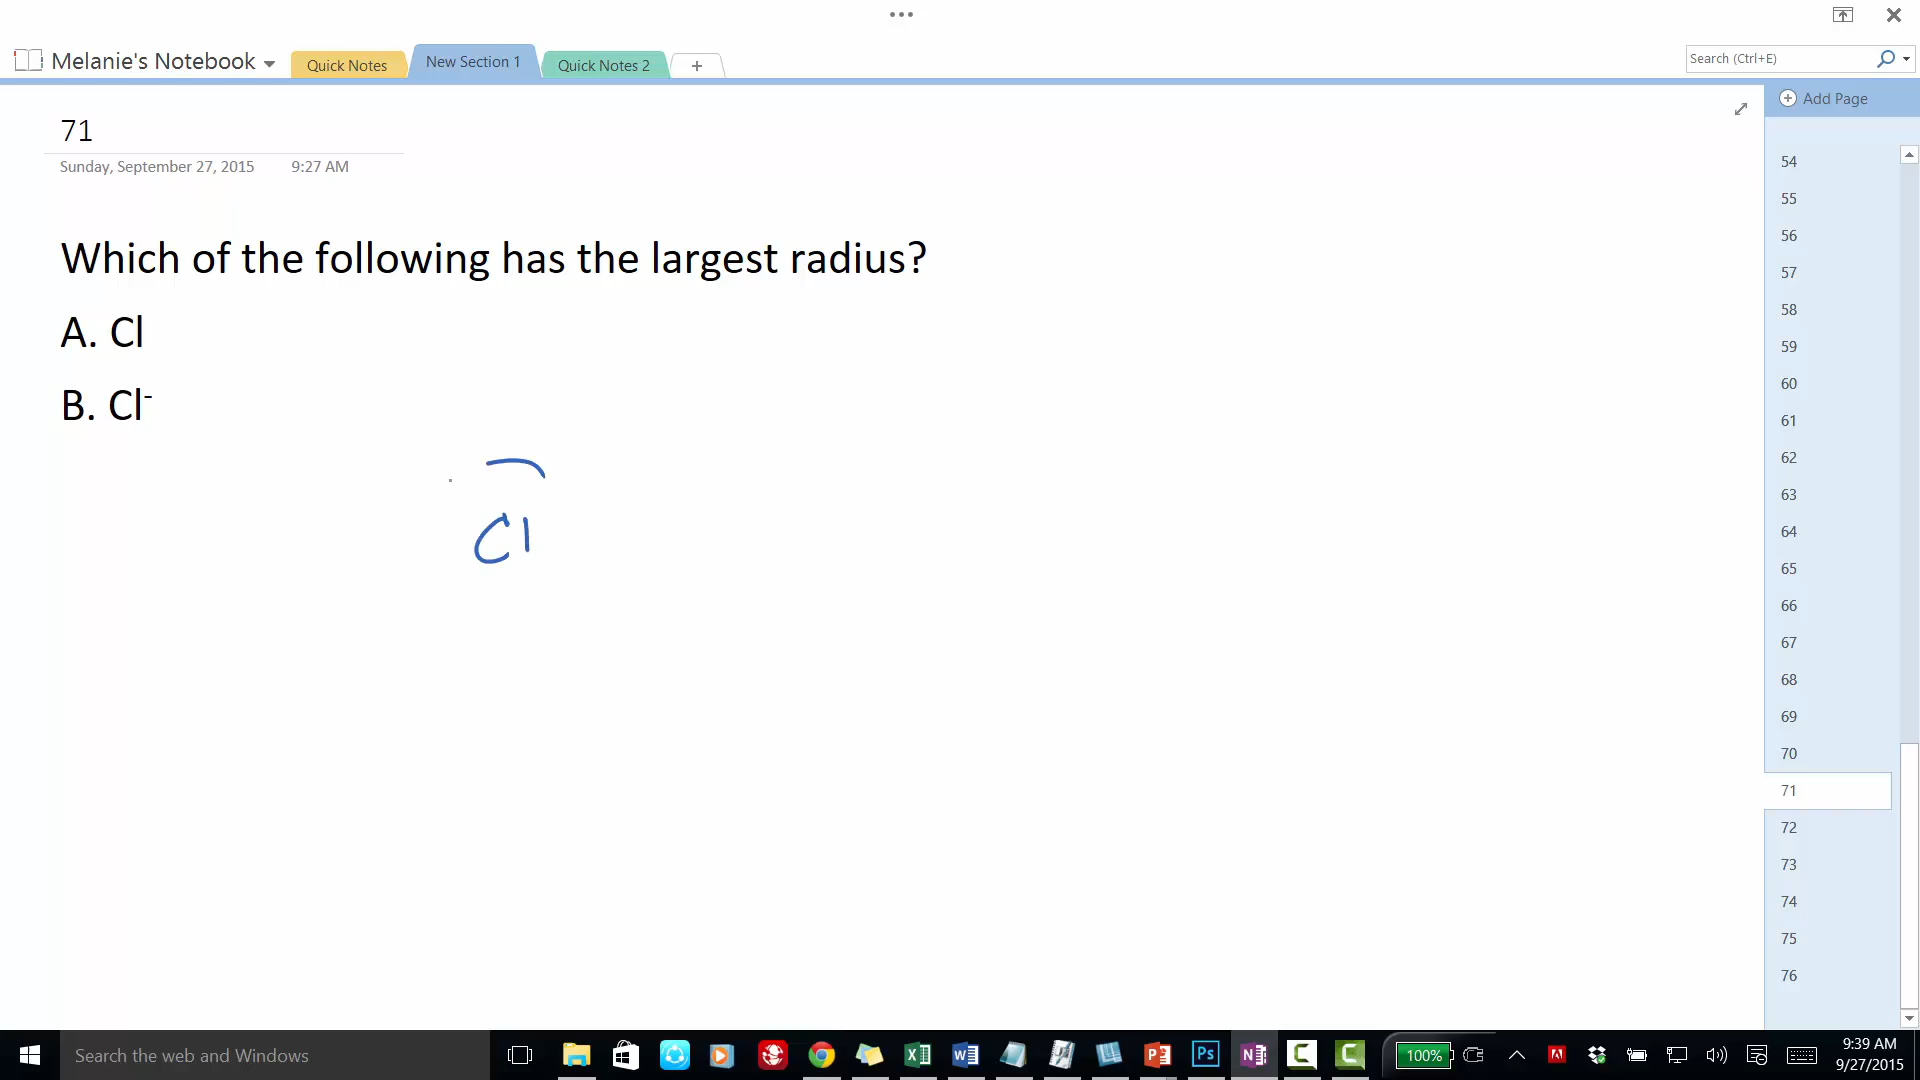 Melanie's Notebook
Quick Notes
New Section 1
Quick Notes 2
+
Search (Ctrl+E)
Add Page
71
Sunday, September 27, 2015 9:27 AM
Which of the following has the largest radius?
A. Cl
B. Cl⁻
Cl
54
55
56
57
58
59
60
61
62
63
64
65
66
67
68
69
70
71
72
73
74
75
76
Search the web and Windows
100%
9:39 AM
9/27/2015